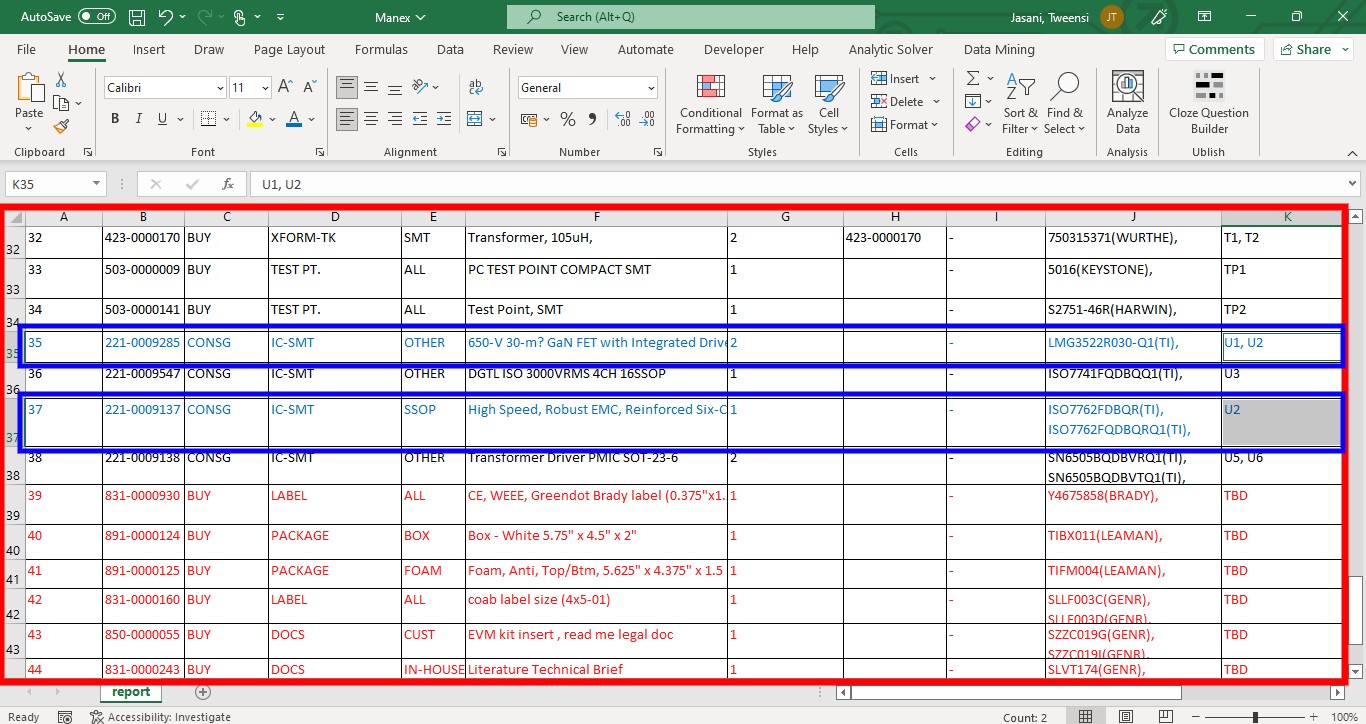 AutoSave Off Manex Search (Alt+Q) Jasani, Tweensi JT
File Home Insert Draw Page Layout Formulas Data Review View Automate Developer Help Analytic Solver Data Mining Comments Share
Paste Calibri 11 A^ A˅ ab General Conditional Formatting Format as Table Cell Styles Insert Delete Format Sort & Filter Find & Select Analyze Data Cloze Question Builder
B I U A % 9
Clipboard Font Alignment Number Styles Cells Editing Analysis Ublish
K35 fx U1, U2
A B C D E F G H I J K
32 32 423-0000170 BUY XFORM-TK SMT Transformer, 105uH, 2 423-0000170 - 750315371(WURTHE), T1, T2
33 33 503-0000009 BUY TEST PT. ALL PC TEST POINT COMPACT SMT 1 - 5016(KEYSTONE), TP1
34 34 503-0000141 BUY TEST PT. ALL Test Point, SMT 1 - S2751-46R(HARWIN), TP2
35 35 221-0009285 CONSG IC-SMT OTHER 650-V 30-m? GaN FET with Integrated Drive 2 - LMG3522R030-Q1(TI), U1, U2
36 36 221-0009547 CONSG IC-SMT OTHER DGTL ISO 3000VRMS 4CH 16SSOP 1 - ISO7741FQDBQQ1(TI), U3
37 37 221-0009137 CONSG IC-SMT SSOP High Speed, Robust EMC, Reinforced Six-C 1 - ISO7762FDBQR(TI), U2
ISO7762FQDBQRQ1(TI),
38 38 221-0009138 CONSG IC-SMT OTHER Transformer Driver PMIC SOT-23-6 2 - SN6505BQDBVRQ1(TI), U5, U6
SN6505BQDBVTQ1(TI),
39 39 831-0000930 BUY LABEL ALL CE, WEEE, Greendot Brady label (0.375"x1. 1 - Y4675858(BRADY), TBD
40 40 891-0000124 BUY PACKAGE BOX Box - White 5.75" x 4.5" x 2" 1 - TIBX011(LEAMAN), TBD
41 41 891-0000125 BUY PACKAGE FOAM Foam, Anti, Top/Btm, 5.625" x 4.375" x 1.5 1 - TIFM004(LEAMAN), TBD
42 42 831-0000160 BUY LABEL ALL coab label size (4x5-01) 1 - SLLF003C(GENR), TBD
SLLF003D(GENR),
43 43 850-0000055 BUY DOCS CUST EVM kit insert , read me legal doc 1 - SZZC019G(GENR), TBD
SZZC019I(GENR),
44 831-0000243 BUY DOCS IN-HOUSE Literature Technical Brief 1 - SLVT174(GENR), TBD
report
Ready Accessibility: Investigate Count: 2 100%